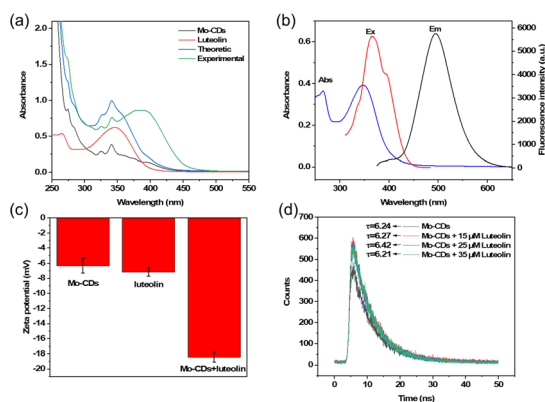 (a)
Mo-CDs
Luteolin
Theoretic
Experimental
Absorbance
2.0
1.5
1.0
0.5
0.0
250 300 350 400 450 500 550
Wavelength (nm)
(b)
Abs
Ex
Em
Absorbance
0.6
0.4
0.2
0.0
Fluorescence intensity (a.u.)
6000
5000
4000
3000
2000
1000
0
300 400 500 600
Wavelength (nm)
(c)
Zeta potential (mV)
0
-2
-4
-6
-8
-10
-12
-14
-16
-18
-20
Mo-CDs
luteolin
Mo-CDs+luteolin
(d)
τ=6.24 Mo-CDs
τ=6.27 Mo-CDs + 15 μM Luteolin
τ=6.42 Mo-CDs + 25 μM Luteolin
τ=6.21 Mo-CDs + 35 μM Luteolin
Counts
700
600
500
400
300
200
100
0
0 10 20 30 40 50
Time (ns)